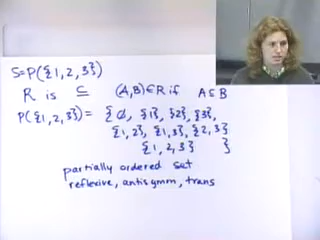 S=P({1,2,3})
R is ⊆ (A,B)∈R if A⊆B
P({1,2,3})= {∅, {1}, {2}, {3},
{1,2}, {1,3}, {2,3}
{1,2,3} }
partially ordered set
reflexive, antisymm, trans